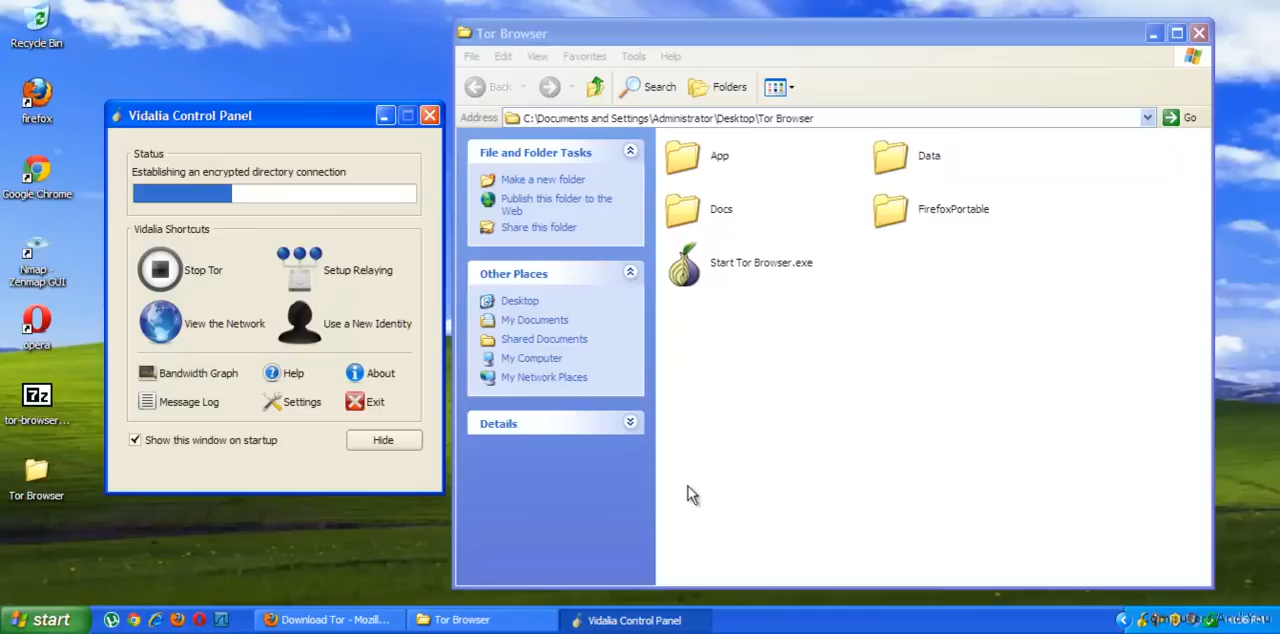 Recycle Bin
firefox
Google Chrome
Nmap -
Zenmap GUI
opera
7z
tor-browser...
Tor Browser
Vidalia Control Panel
Status
Establishing an encrypted directory connection
Vidalia Shortcuts
Stop Tor
Setup Relaying
View the Network
Use a New Identity
Bandwidth Graph
Help
About
Message Log
Settings
Exit
Show this window on startup
Hide
Tor Browser
File Edit View Favorites Tools Help
Back Search Folders
Address C:\Documents and Settings\Administrator\Desktop\Tor Browser Go
File and Folder Tasks
Make a new folder
Publish this folder to the
Web
Share this folder
Other Places
Desktop
My Documents
Shared Documents
My Computer
My Network Places
Details
App
Data
Docs
FirefoxPortable
Start Tor Browser.exe
start
Download Tor - Mozill...
Tor Browser
Vidalia Control Panel